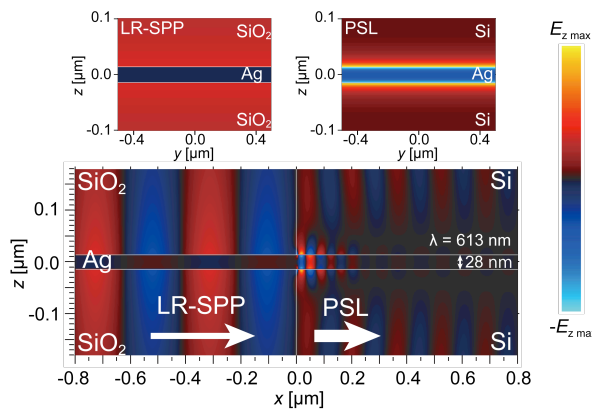 LR-SPP
SiO₂
Ag
SiO₂
z [µm]
0.1
0.0
-0.1
-0.4
0.0
0.4
y [µm]
PSL
Si
Ag
Si
z [µm]
0.1
0.0
-0.1
-0.4
0.0
0.4
y [µm]
E z max
-E z ma
SiO₂
Si
Ag
λ = 613 nm
28 nm
LR-SPP
PSL
SiO₂
Si
z [µm]
0.1
0.0
-0.1
-0.8
-0.6
-0.4
-0.2
0.0
0.2
0.4
0.6
0.8
x [µm]